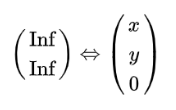 ( Inf
Inf ) ⇔ ( x
y
0 )